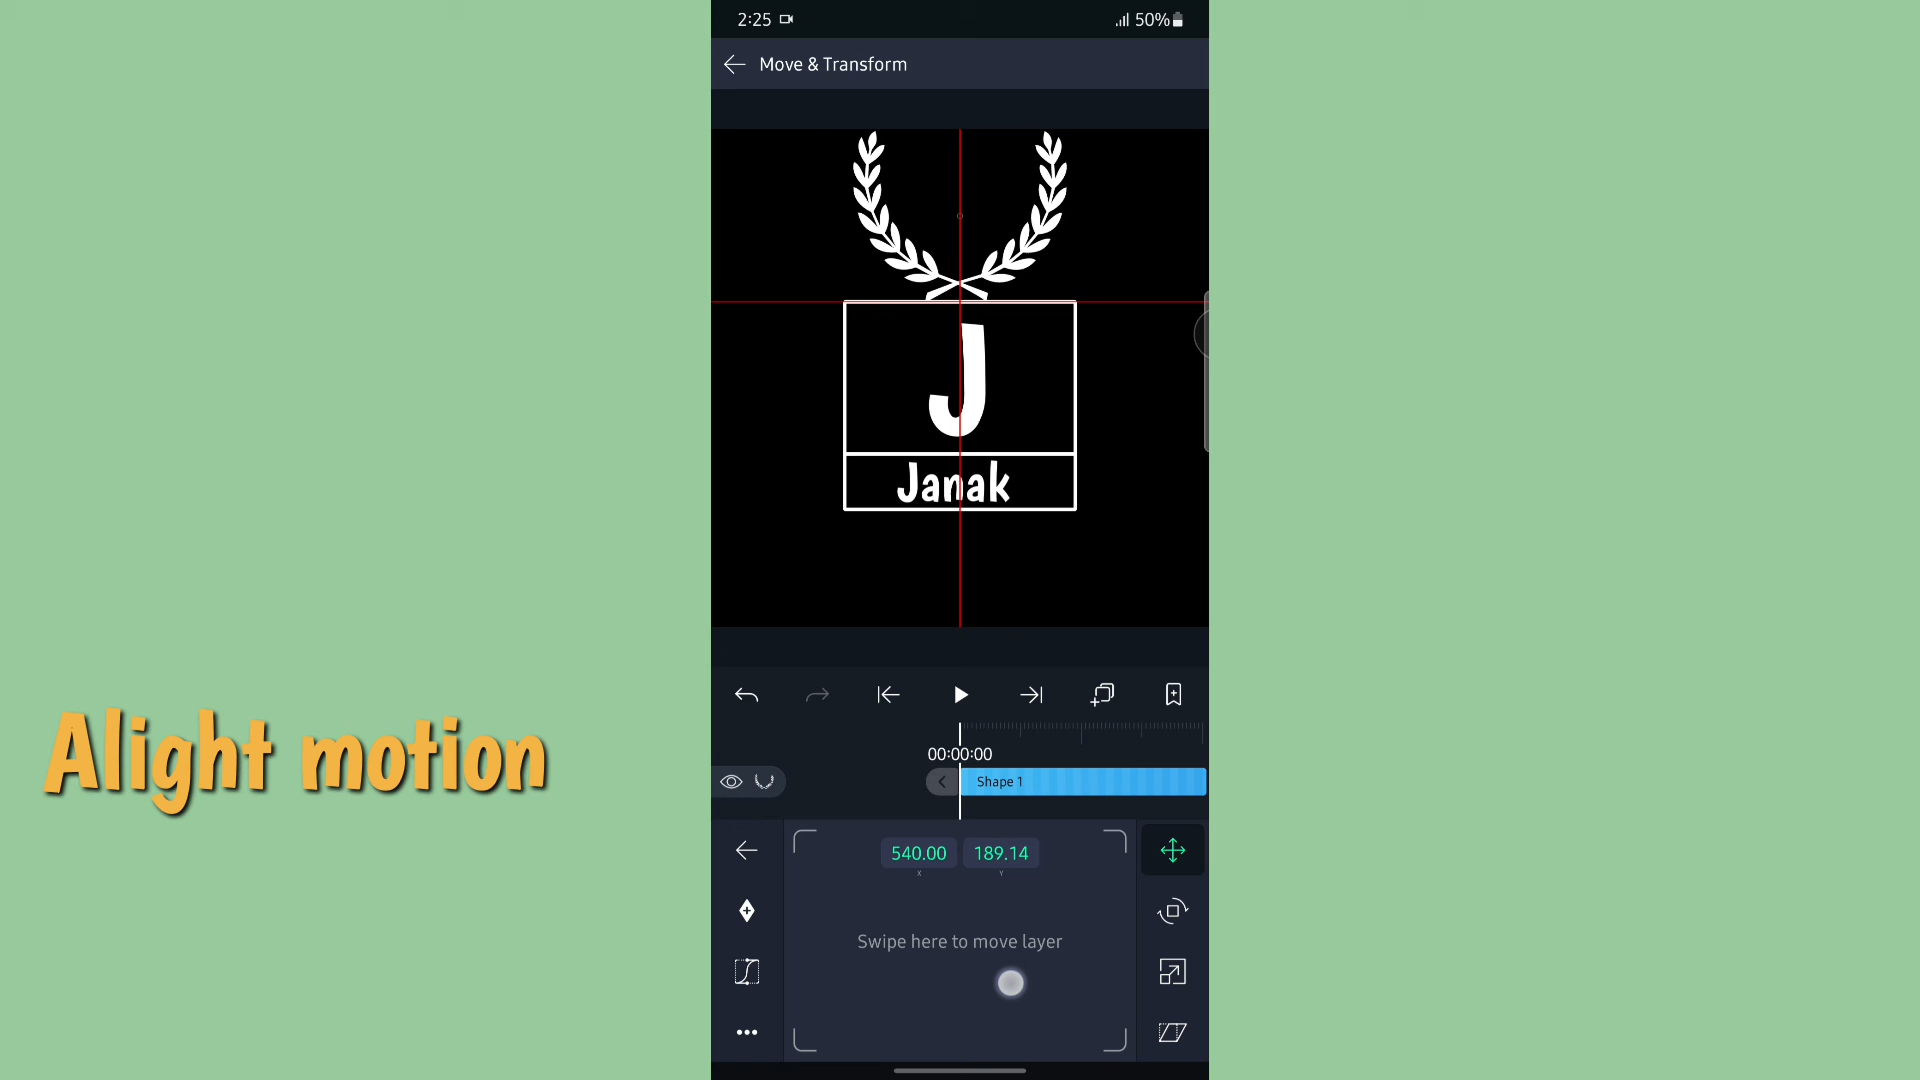 2:25
50%
Move & Transform
J
Janak
Alight motion
00:00:00
Shape 1
540.00 189.14
X Y
Swipe here to move layer